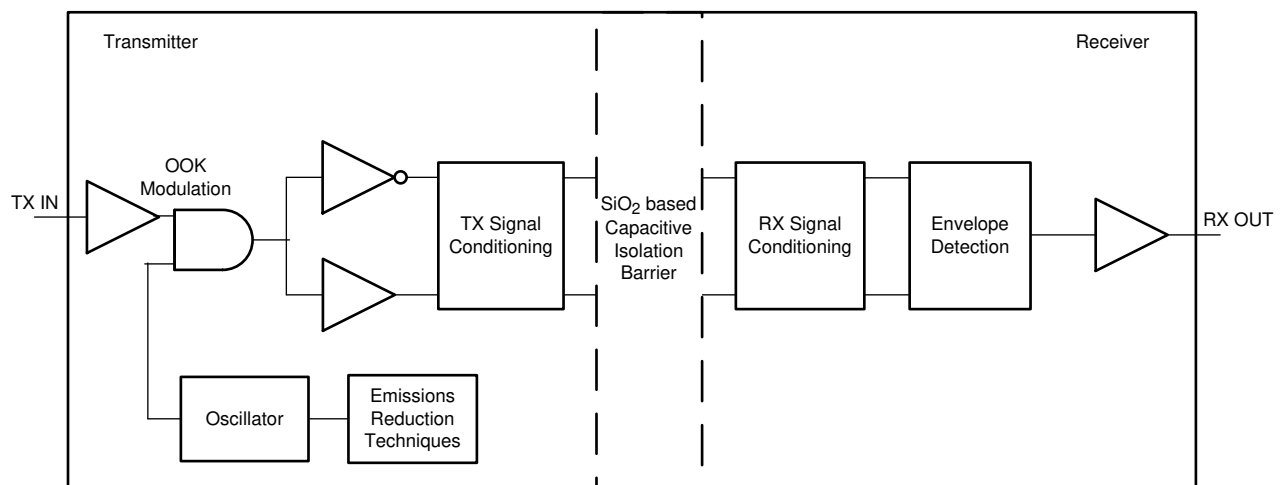 Transmitter
Receiver
OOK
Modulation
TX IN
TX Signal
Conditioning
SiO2 based
Capacitive
Isolation
Barrier
RX Signal
Conditioning
Envelope
Detection
RX OUT
Oscillator
Emissions
Reduction
Techniques